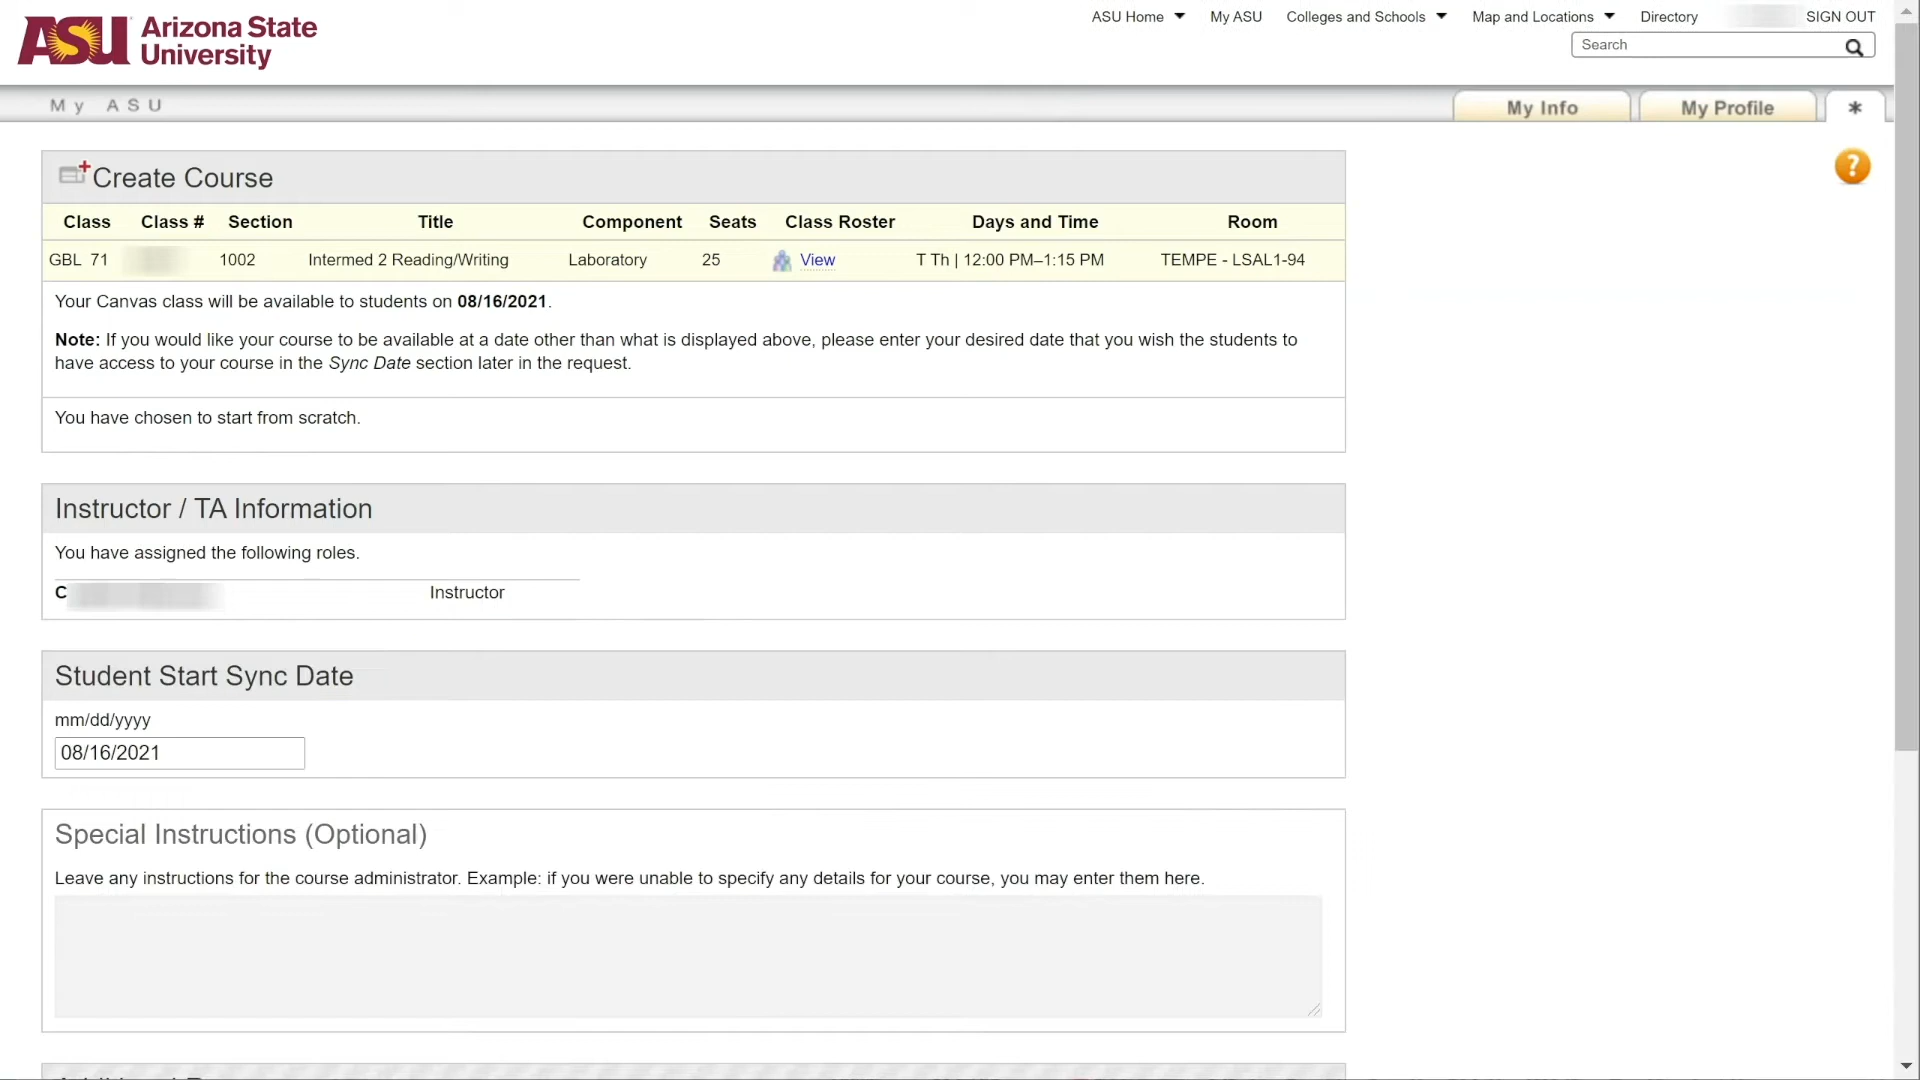 ASU Arizona State University
ASU Home My ASU Colleges and Schools Map and Locations Directory SIGN OUT
Search
My ASU
My Info My Profile *
?
Create Course
Class Class # Section Title Component Seats Class Roster Days and Time Room
GBL 71 1002 Intermed 2 Reading/Writing Laboratory 25 View T Th | 12:00 PM–1:15 PM TEMPE - LSAL1-94
Your Canvas class will be available to students on 08/16/2021.
Note: If you would like your course to be available at a date other than what is displayed above, please enter your desired date that you wish the students to
have access to your course in the Sync Date section later in the request.
You have chosen to start from scratch.
Instructor / TA Information
You have assigned the following roles.
C Instructor
Student Start Sync Date
mm/dd/yyyy
08/16/2021
Special Instructions (Optional)
Leave any instructions for the course administrator. Example: if you were unable to specify any details for your course, you may enter them here.